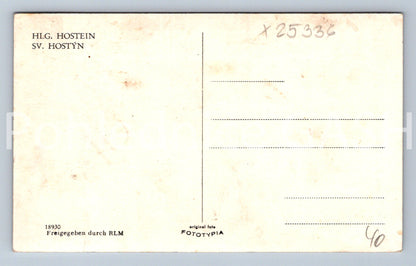 HLG. HOSTEIN
SV. HOSTÝN
x 25336
18930
Freigegeben durch RLM
original foto
FOTOTYPIA
40